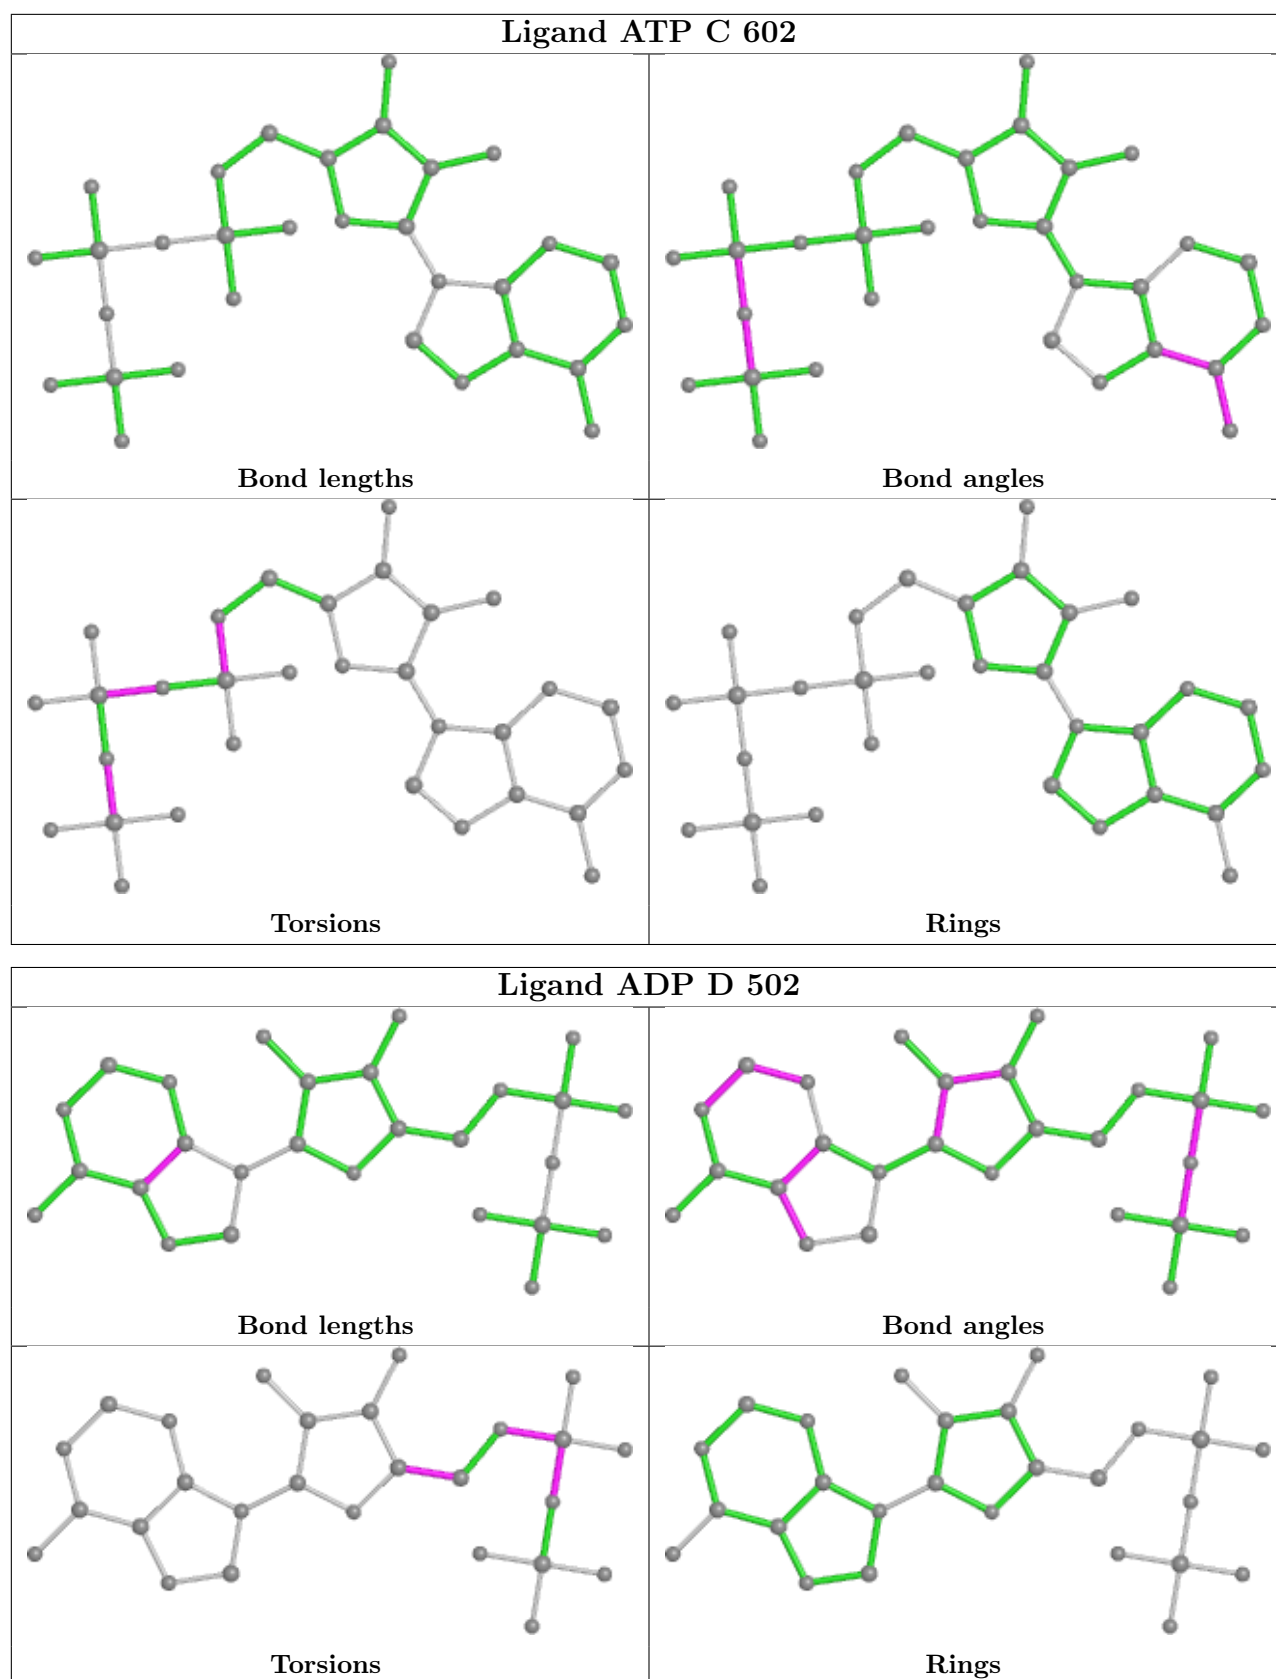 Ligand ATP C 602
Bond lengths
Bond angles
Torsions
Rings
Ligand ADP D 502
Bond lengths
Bond angles
Torsions
Rings